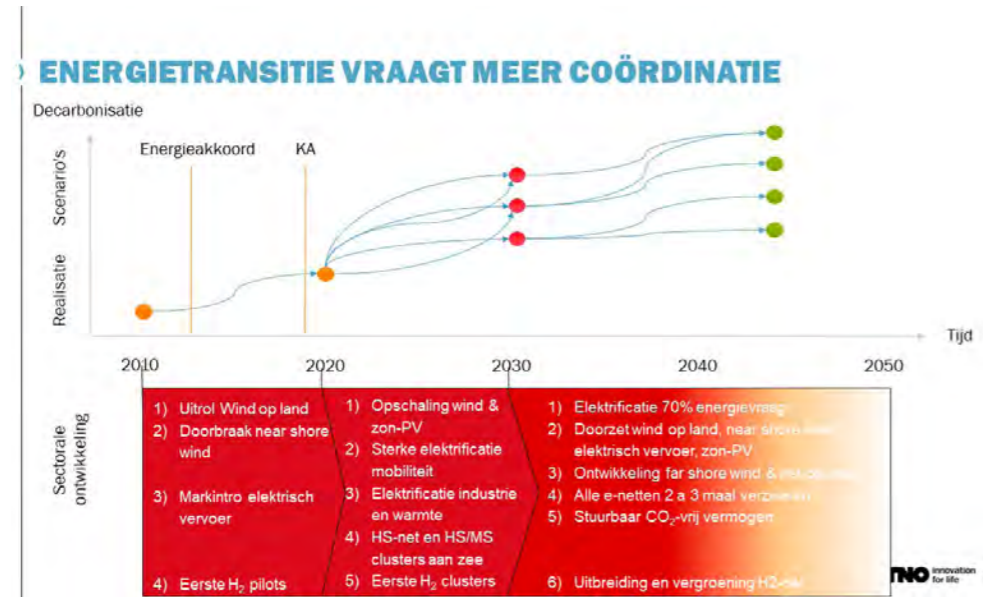 ENERGIETRANSITIE VRAAGT MEER COÖRDINATIE
Decarbonisatie
Scenario's
Realisatie
Energieakkoord
KA
Tijd
2010
2020
2030
2040
2050
Sectorale
ontwikkeling
1) Uitrol Wind op land
2) Doorbraak near shore
wind
3) Markintro elektrisch
vervoer
4) Eerste H₂ pilots
1) Opschaling wind &
zon-PV
2) Sterke elektrificatie
mobiliteit
3) Elektrificatie industrie
en warmte
4) HS-net en HS/MS
clusters aan zee
5) Eerste H₂ clusters
1) Elektrificatie 70% energievraag
2) Doorzet wind op land, near shore
elektrisch vervoer, zon-PV
3) Ontwikkeling far shore wind &
4) Alle e-netten 2 a 3 maal
5) Stuurbaar CO₂-vrij vermogen
6) Uitbreiding en vergroening
TNO innovation
for life